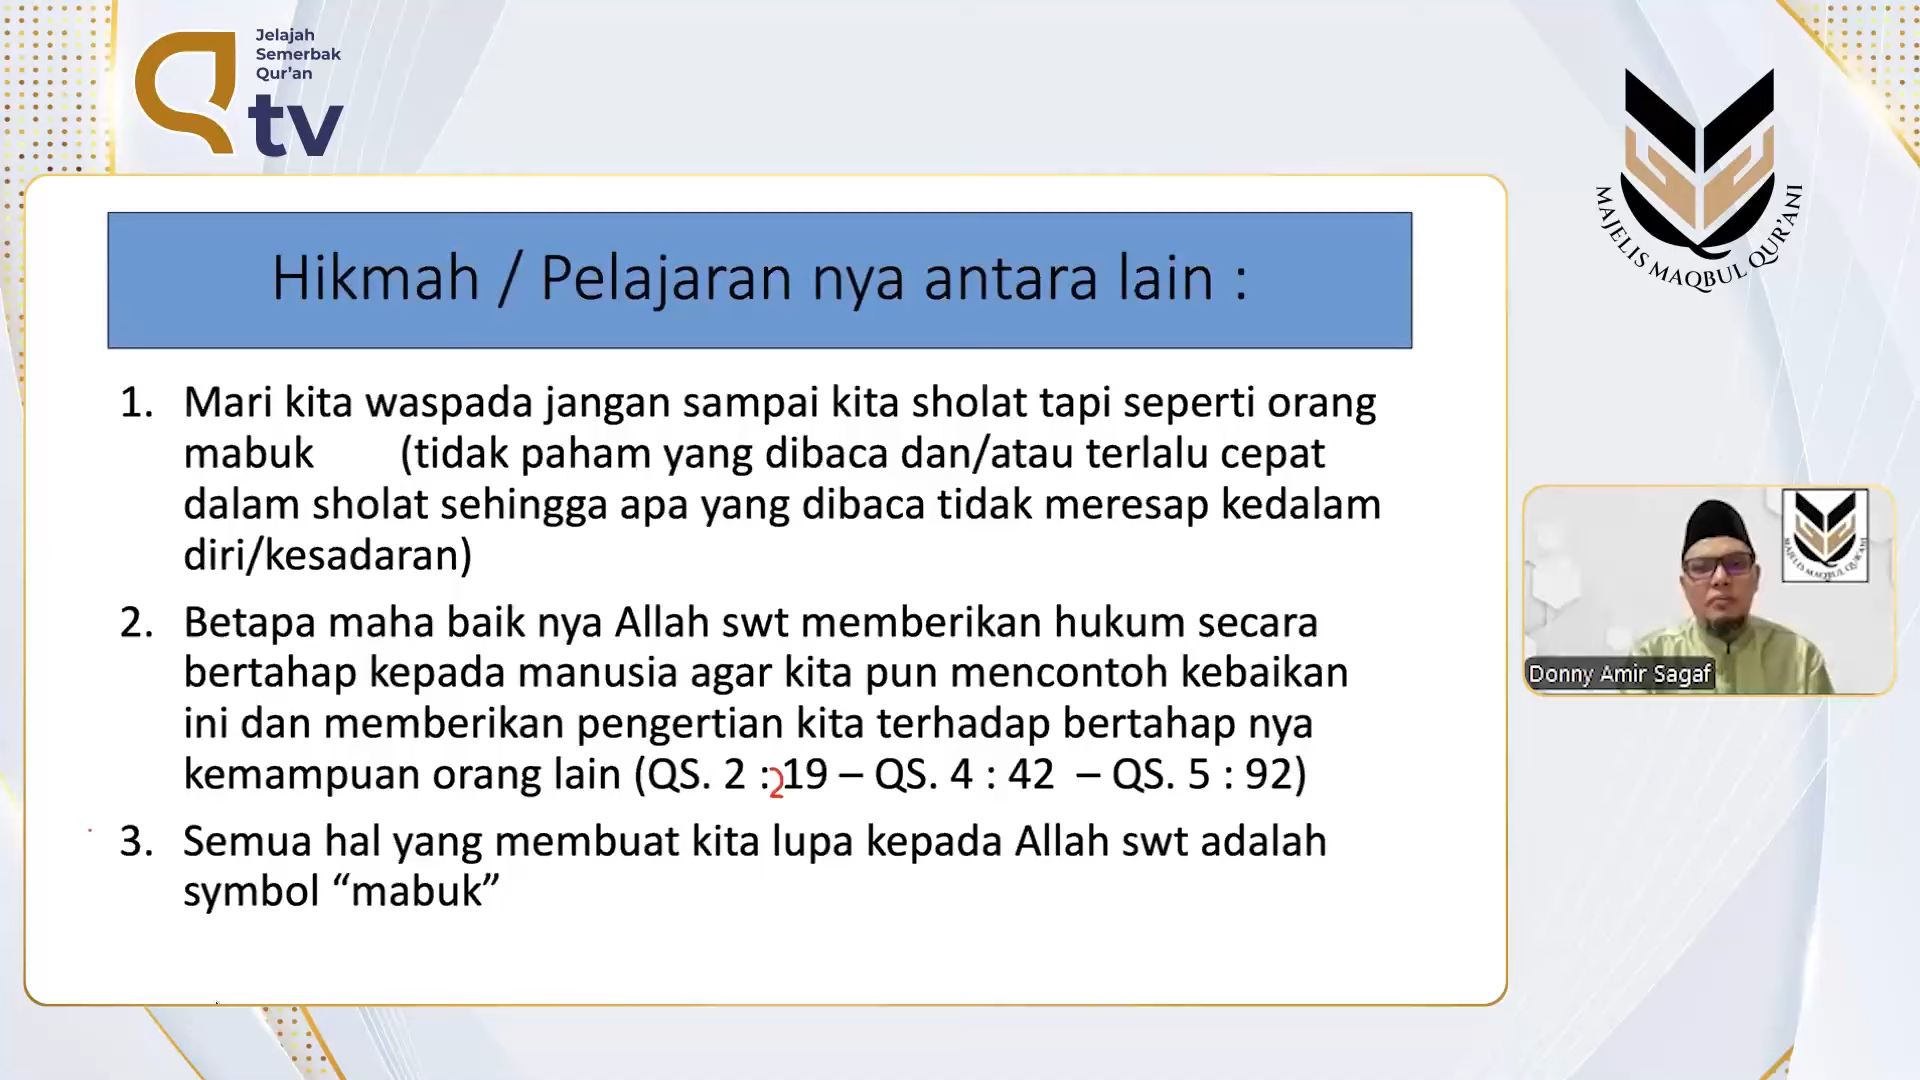 Jelajah
Semerbak
Qur'an
tv
MAJELIS MAQBUL QUR'ANI
Hikmah / Pelajaran nya antara lain :
1. Mari kita waspada jangan sampai kita sholat tapi seperti orang
mabuk (tidak paham yang dibaca dan/atau terlalu cepat
dalam sholat sehingga apa yang dibaca tidak meresap kedalam
diri/kesadaran)
2. Betapa maha baik nya Allah swt memberikan hukum secara
bertahap kepada manusia agar kita pun mencontoh kebaikan
ini dan memberikan pengertian kita terhadap bertahap nya
kemampuan orang lain (QS. 2 : 219 – QS. 4 : 42 – QS. 5 : 92)
3. Semua hal yang membuat kita lupa kepada Allah swt adalah
symbol “mabuk”
MAJELIS MAQBUL QUR'ANI
Donny Amir Sagaf